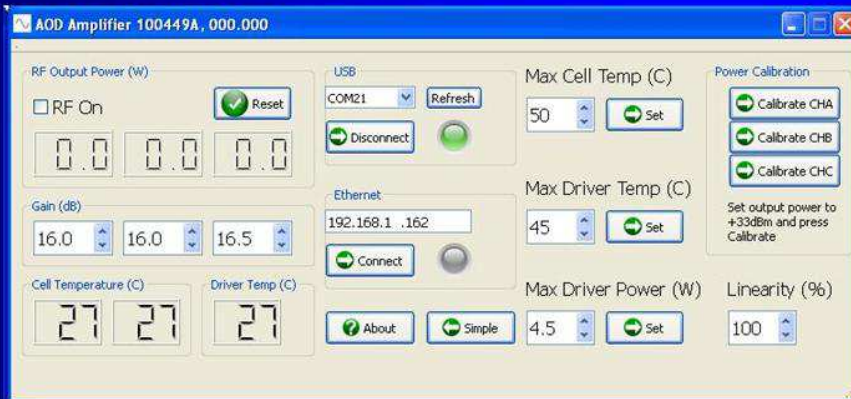 AOD Amplifier 100449A, 000.000
RF Output Power (W)
RF On
Reset
0.0 0.0 0.0
Gain (dB)
16.0 16.0 16.5
Cell Temperature (C)
27 27
Driver Temp (C)
27
USB
COM21
Refresh
Disconnect
Ethernet
192.168.1 .162
Connect
About
Simple
Max Cell Temp (C)
50
Set
Max Driver Temp (C)
45
Set
Max Driver Power (W)
4.5
Set
Power Calibration
Calibrate CHA
Calibrate CHB
Calibrate CHC
Set output power to
+33dBm and press
Calibrate
Linearity (%)
100